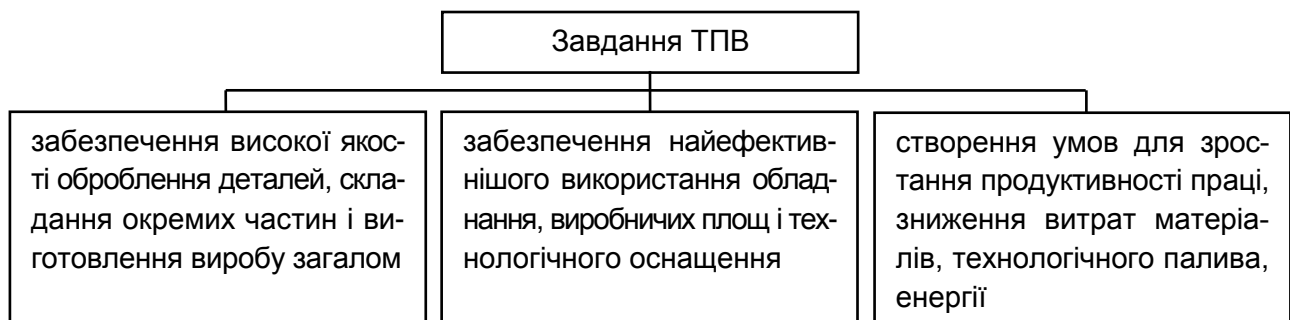 Завдання ТПВ
забезпечення високої якос-
ті оброблення деталей, скла-
дання окремих частин і ви-
готовлення виробу загалом
забезпечення найефектив-
нішого використання облад-
нання, виробничих площ і тех-
нологічного оснащення
створення умов для зрос-
тання продуктивності праці,
зниження витрат матеріа-
лів, технологічного палива,
енергії